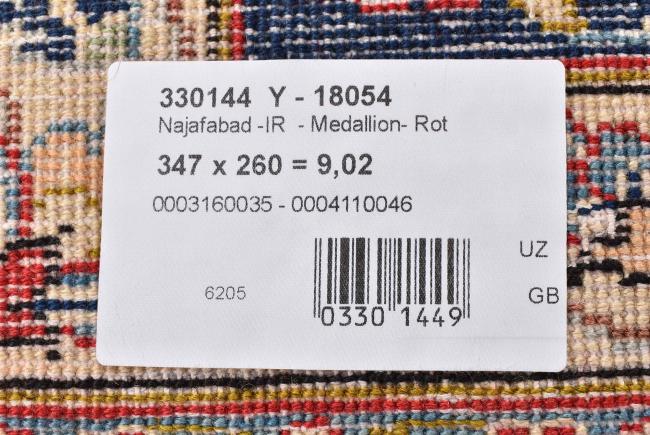 330144 Y - 18054
Najafabad -IR - Medallion- Rot
347 x 260 = 9,02
0003160035 - 0004110046
UZ
6205
GB
0330 1449